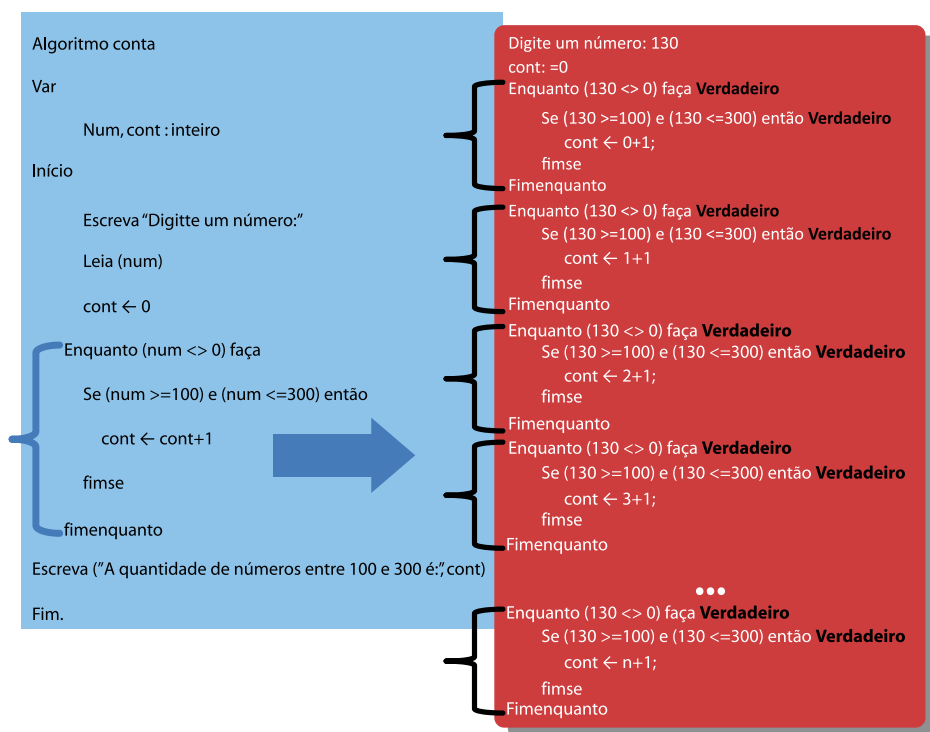 Algoritmo conta
Var
Num, cont : inteiro
Início
Escreva “Digitte um número:”
Leia (num)
cont ← 0
Enquanto (num <> 0) faça
Se (num >=100) e (num <=300) então
cont ← cont+1
fimse
fimenquanto
Escreva (”A quantidade de números entre 100 e 300 é:”, cont)
Fim.
Digite um número: 130
cont: =0
Enquanto (130 <> 0) faça Verdadeiro
Se (130 >=100) e (130 <=300) então Verdadeiro
cont ← 0+1;
fimse
Fimenquanto
Enquanto (130 <> 0) faça Verdadeiro
Se (130 >=100) e (130 <=300) então Verdadeiro
cont ← 1+1
fimse
Fimenquanto
Enquanto (130 <> 0) faça Verdadeiro
Se (130 >=100) e (130 <=300) então Verdadeiro
cont ← 2+1;
fimse
Fimenquanto
Enquanto (130 <> 0) faça Verdadeiro
Se (130 >=100) e (130 <=300) então Verdadeiro
cont ← 3+1;
fimse
Fimenquanto
...
Enquanto (130 <> 0) faça Verdadeiro
Se (130 >=100) e (130 <=300) então Verdadeiro
cont ← n+1;
fimse
Fimenquanto